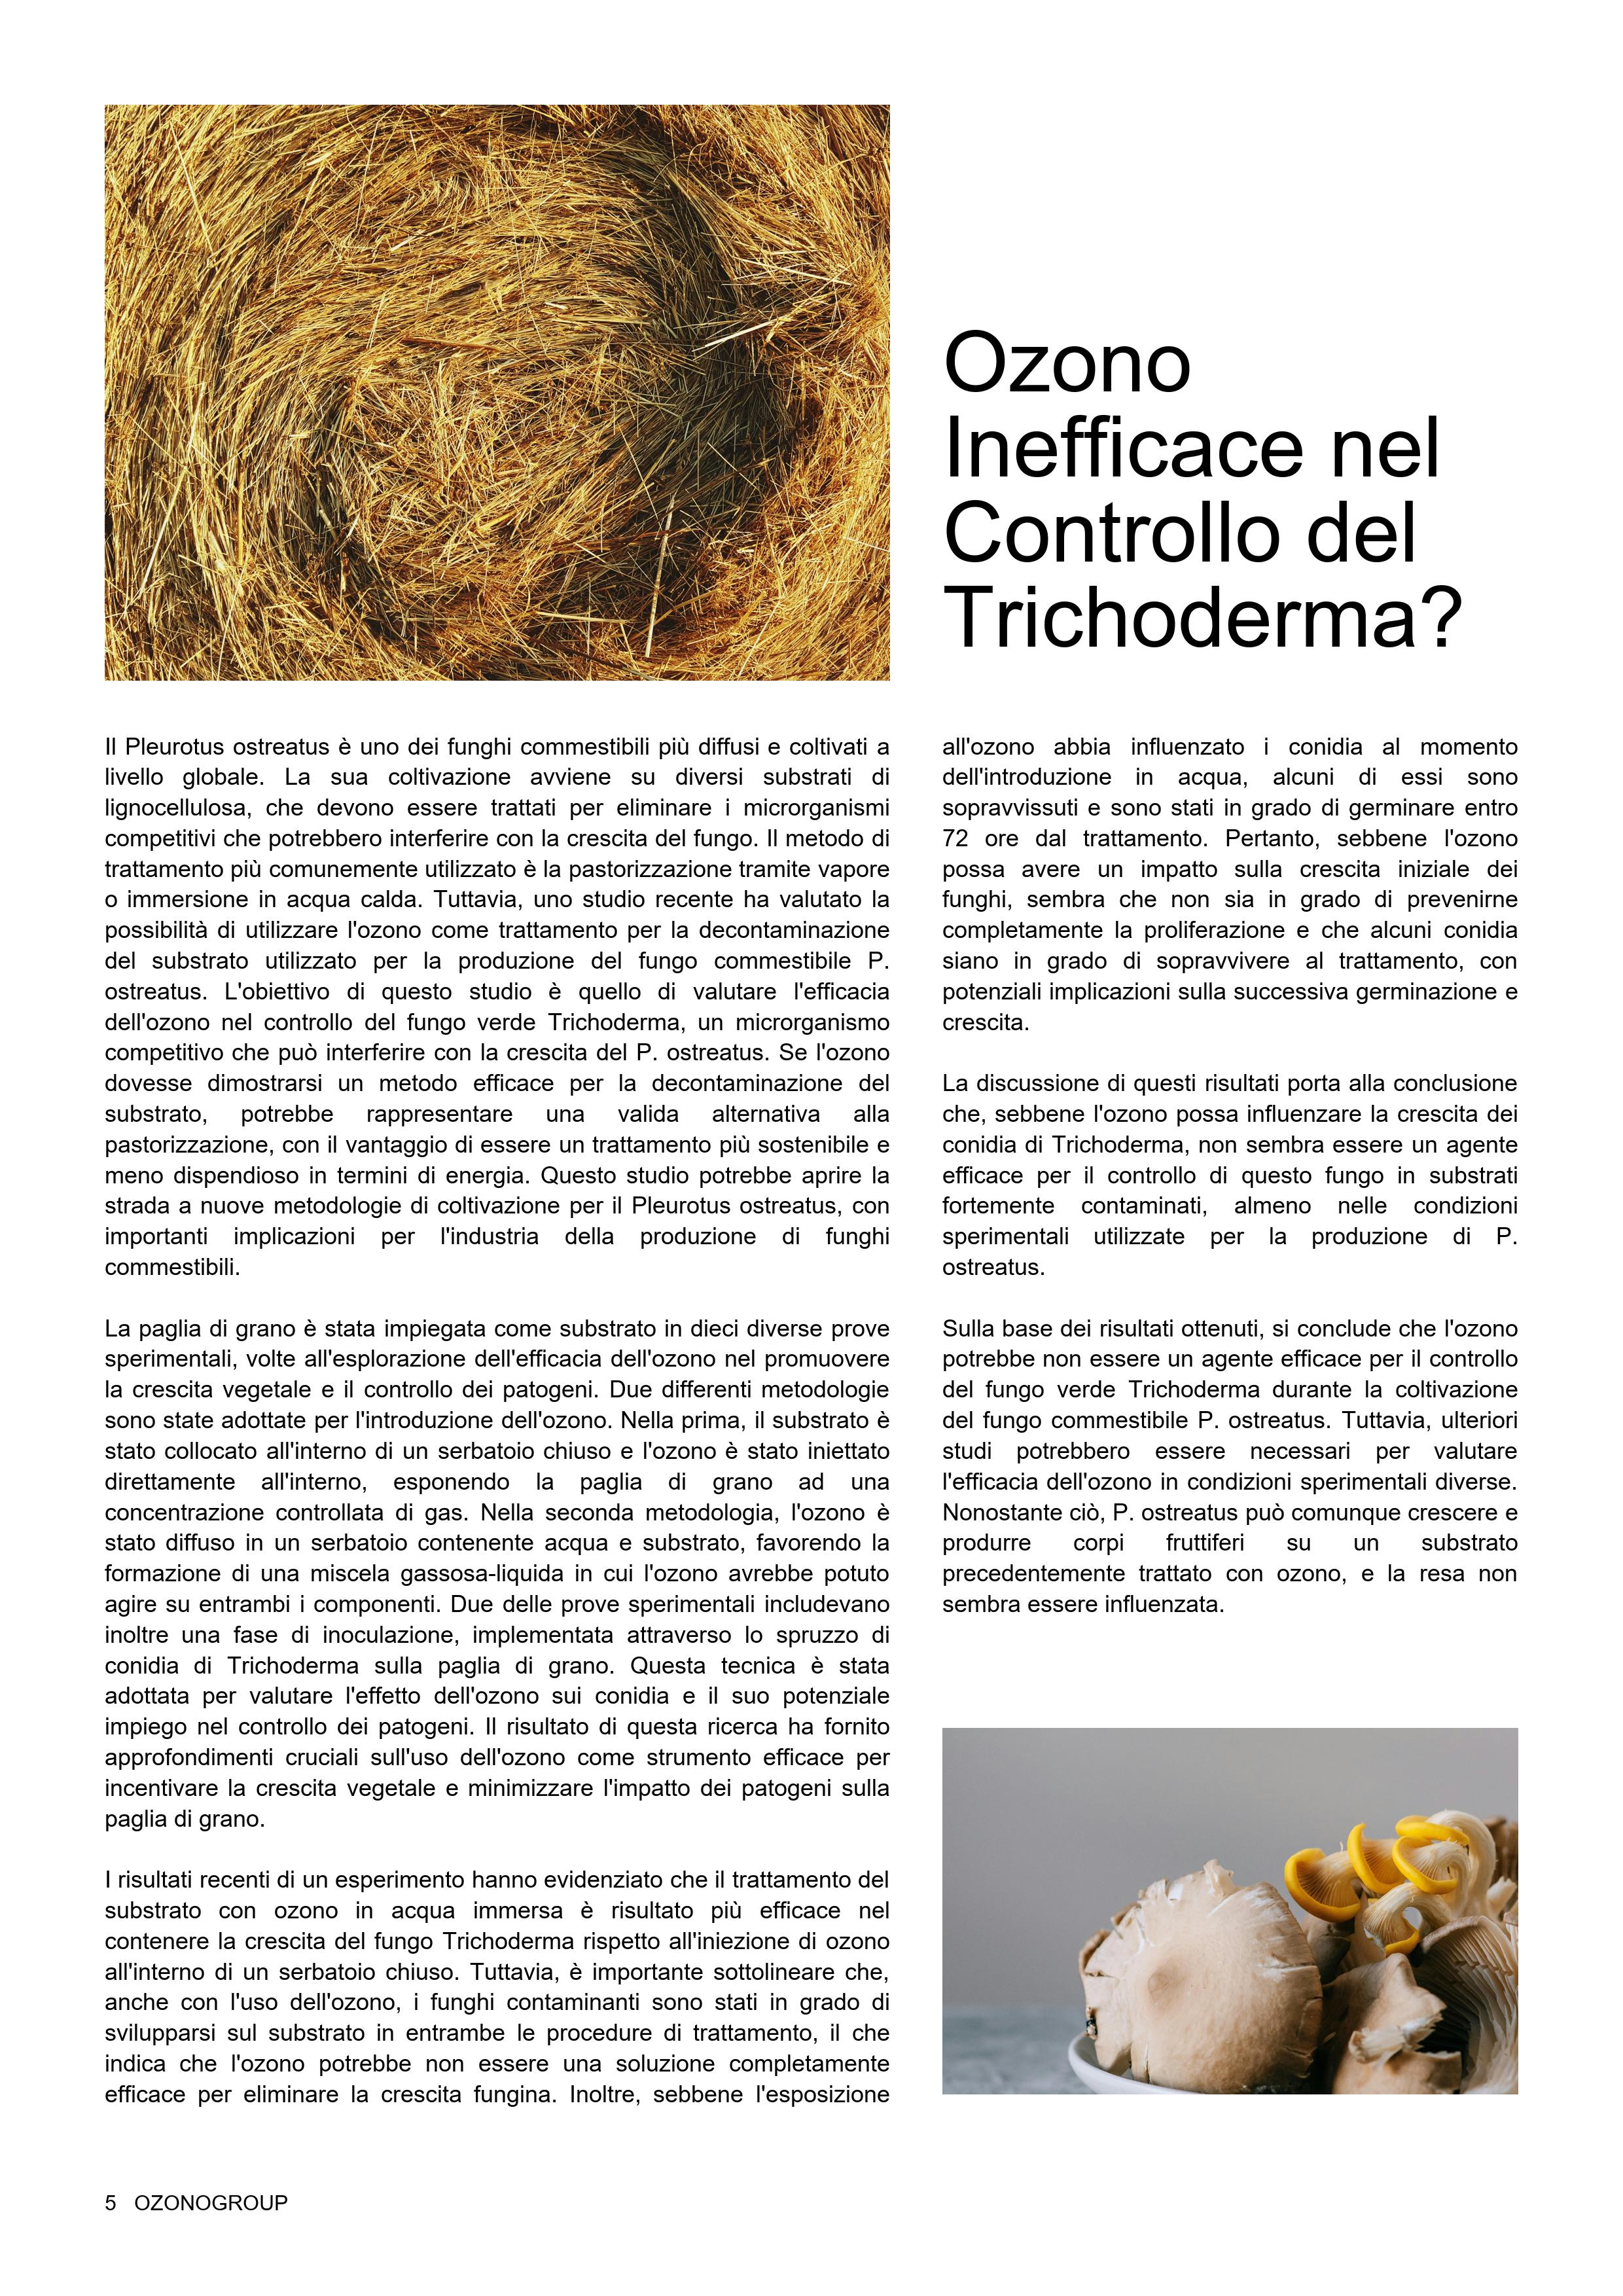 Ozono
Inefficace nel
Controllo del
Trichoderma?
Il Pleurotus ostreatus è uno dei funghi commestibili più diffusi e coltivati a
livello globale. La sua coltivazione avviene su diversi substrati di
lignocellulosa, che devono essere trattati per eliminare i microrganismi
competitivi che potrebbero interferire con la crescita del fungo. Il metodo di
trattamento più comunemente utilizzato è la pastorizzazione tramite vapore
o immersione in acqua calda. Tuttavia, uno studio recente ha valutato la
possibilità di utilizzare l'ozono come trattamento per la decontaminazione
del substrato utilizzato per la produzione del fungo commestibile P.
ostreatus. L'obiettivo di questo studio è quello di valutare l'efficacia
dell'ozono nel controllo del fungo verde Trichoderma, un microrganismo
competitivo che può interferire con la crescita del P. ostreatus. Se l'ozono
dovesse dimostrarsi un metodo efficace per la decontaminazione del
substrato, potrebbe rappresentare una valida alternativa alla
pastorizzazione, con il vantaggio di essere un trattamento più sostenibile e
meno dispendioso in termini di energia. Questo studio potrebbe aprire la
strada a nuove metodologie di coltivazione per il Pleurotus ostreatus, con
importanti implicazioni per l'industria della produzione di funghi
commestibili.
La paglia di grano è stata impiegata come substrato in dieci diverse prove
sperimentali, volte all'esplorazione dell'efficacia dell'ozono nel promuovere
la crescita vegetale e il controllo dei patogeni. Due differenti metodologie
sono state adottate per l'introduzione dell'ozono. Nella prima, il substrato è
stato collocato all'interno di un serbatoio chiuso e l'ozono è stato iniettato
direttamente all'interno, esponendo la paglia di grano ad una
concentrazione controllata di gas. Nella seconda metodologia, l'ozono è
stato diffuso in un serbatoio contenente acqua e substrato, favorendo la
formazione di una miscela gassosa-liquida in cui l'ozono avrebbe potuto
agire su entrambi i componenti. Due delle prove sperimentali includevano
inoltre una fase di inoculazione, implementata attraverso lo spruzzo di
conidia di Trichoderma sulla paglia di grano. Questa tecnica è stata
adottata per valutare l'effetto dell'ozono sui conidia e il suo potenziale
impiego nel controllo dei patogeni. Il risultato di questa ricerca ha fornito
approfondimenti cruciali sull'uso dell'ozono come strumento efficace per
incentivare la crescita vegetale e minimizzare l'impatto dei patogeni sulla
paglia di grano.
I risultati recenti di un esperimento hanno evidenziato che il trattamento del
substrato con ozono in acqua immersa è risultato più efficace nel
contenere la crescita del fungo Trichoderma rispetto all'iniezione di ozono
all'interno di un serbatoio chiuso. Tuttavia, è importante sottolineare che,
anche con l'uso dell'ozono, i funghi contaminanti sono stati in grado di
svilupparsi sul substrato in entrambe le procedure di trattamento, il che
indica che l'ozono potrebbe non essere una soluzione completamente
efficace per eliminare la crescita fungina. Inoltre, sebbene l'esposizione
all'ozono abbia influenzato i conidia al momento
dell'introduzione in acqua, alcuni di essi sono
sopravvissuti e sono stati in grado di germinare entro
72 ore dal trattamento. Pertanto, sebbene l'ozono
possa avere un impatto sulla crescita iniziale dei
funghi, sembra che non sia in grado di prevenirne
completamente la proliferazione e che alcuni conidia
siano in grado di sopravvivere al trattamento, con
potenziali implicazioni sulla successiva germinazione e
crescita.
La discussione di questi risultati porta alla conclusione
che, sebbene l'ozono possa influenzare la crescita dei
conidia di Trichoderma, non sembra essere un agente
efficace per il controllo di questo fungo in substrati
fortemente contaminati, almeno nelle condizioni
sperimentali utilizzate per la produzione di P.
ostreatus.
Sulla base dei risultati ottenuti, si conclude che l'ozono
potrebbe non essere un agente efficace per il controllo
del fungo verde Trichoderma durante la coltivazione
del fungo commestibile P. ostreatus. Tuttavia, ulteriori
studi potrebbero essere necessari per valutare
l'efficacia dell'ozono in condizioni sperimentali diverse.
Nonostante ciò, P. ostreatus può comunque crescere e
produrre corpi fruttiferi su un substrato
precedentemente trattato con ozono, e la resa non
sembra essere influenzata.
5 OZONOGROUP